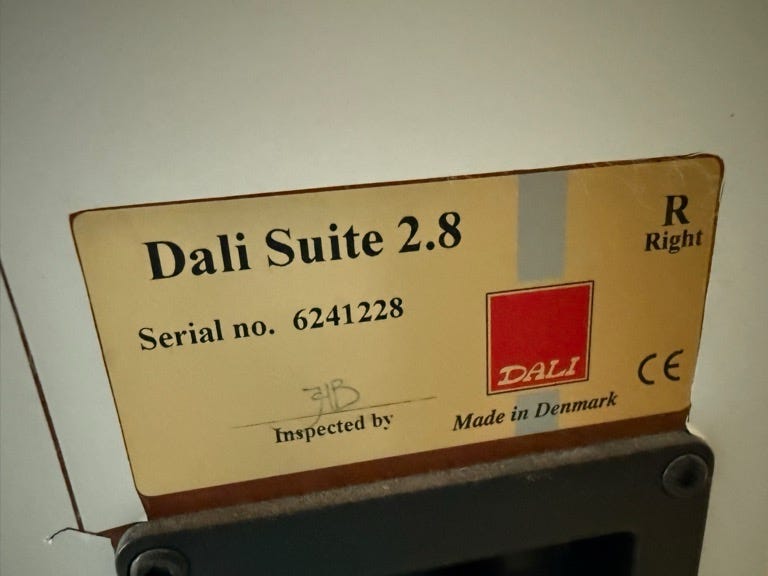 Dali Suite 2.8
R
Right
Serial no. 6241228
DALI
CE
Inspected by
Made in Denmark